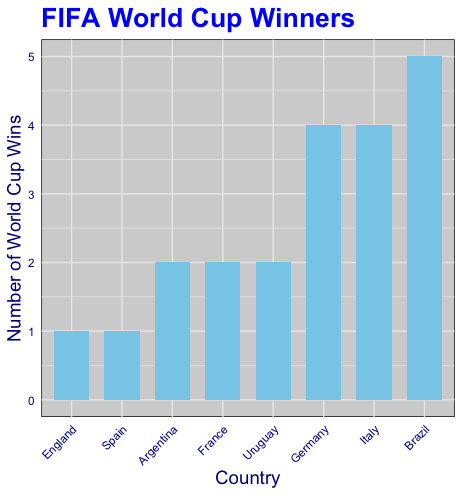 FIFA World Cup Winners
Number of World Cup Wins
5
4
3
2
1
0
England
Spain
Argentina
France
Uruguay
Germany
Italy
Brazil
Country